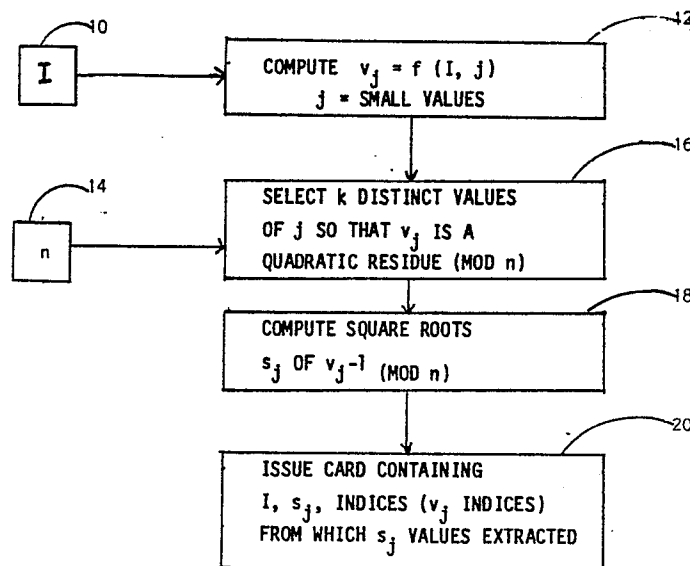 10
I
12
COMPUTE v_j = f (I, j)
j = SMALL VALUES
14
n
16
SELECT k DISTINCT VALUES
OF j SO THAT v_j IS A
QUADRATIC RESIDUE (MOD n)
18
COMPUTE SQUARE ROOTS
s_j OF v_j^-1 (MOD n)
20
ISSUE CARD CONTAINING
I, s_j, INDICES (v_j INDICES)
FROM WHICH s_j VALUES EXTRACTED